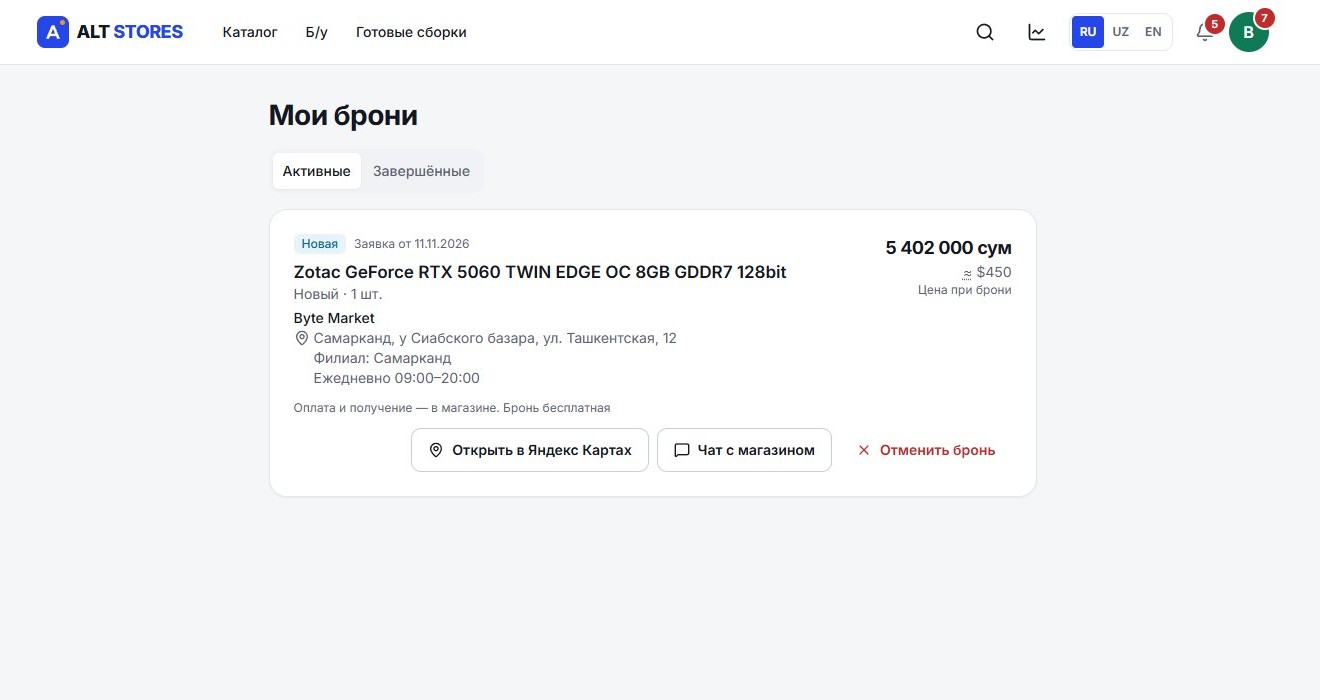 A ALT STORES Каталог Б/у Готовые сборки RU UZ EN 5 B 7
Мои брони
Активные Завершённые
Новая Заявка от 11.11.2026 5 402 000 сум
Zotac GeForce RTX 5060 TWIN EDGE OC 8GB GDDR7 128bit ≈ $450
Новый · 1 шт. Цена при брони
Byte Market
Самарканд, у Сиабского базара, ул. Ташкентская, 12
Филиал: Самарканд
Ежедневно 09:00–20:00
Оплата и получение — в магазине. Бронь бесплатная
Открыть в Яндекс Картах Чат с магазином Отменить бронь